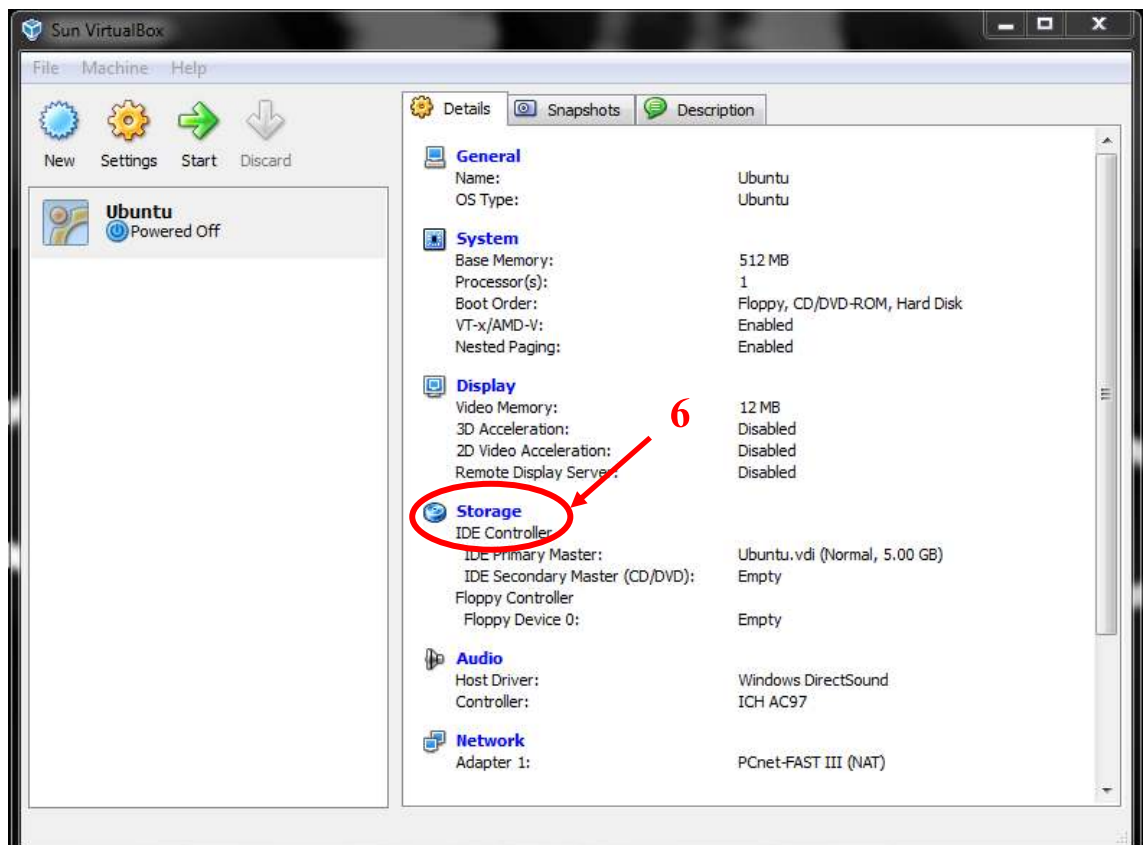 Sun VirtualBox
File Machine Help
New Settings Start Discard
Ubuntu
Powered Off
Details Snapshots Description
General
Name: Ubuntu
OS Type: Ubuntu
System
Base Memory: 512 MB
Processor(s): 1
Boot Order: Floppy, CD/DVD-ROM, Hard Disk
VT-x/AMD-V: Enabled
Nested Paging: Enabled
Display
Video Memory: 12 MB
3D Acceleration: Disabled
2D Video Acceleration: Disabled
Remote Display Server: Disabled
6
Storage
IDE Controller
IDE Primary Master: Ubuntu.vdi (Normal, 5.00 GB)
IDE Secondary Master (CD/DVD): Empty
Floppy Controller
Floppy Device 0: Empty
Audio
Host Driver: Windows DirectSound
Controller: ICH AC97
Network
Adapter 1: PCnet-FAST III (NAT)